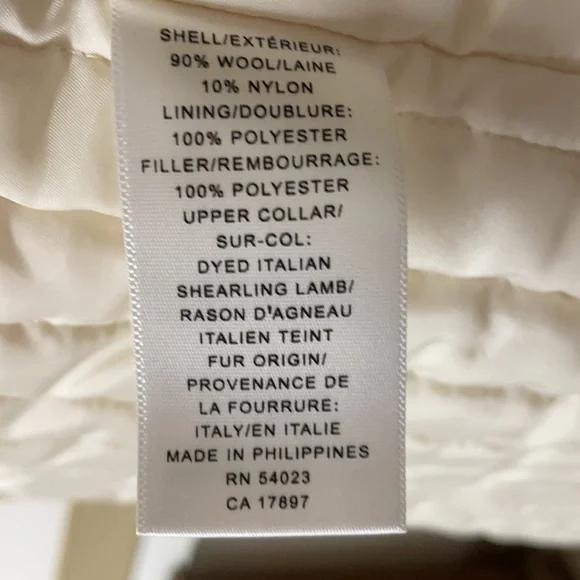 SHELL/EXTÉRIEUR:
90% WOOL/LAINE
10% NYLON
LINING/DOUBLURE:
100% POLYESTER
FILLER/REMBOURRAGE:
100% POLYESTER
UPPER COLLAR/
SUR-COL:
DYED ITALIAN
SHEARLING LAMB/
RASON D'AGNEAU
ITALIEN TEINT
FUR ORIGIN/
PROVENANCE DE
LA FOURRURE:
ITALY/EN ITALIE
MADE IN PHILIPPINES
RN 54023
CA 17897